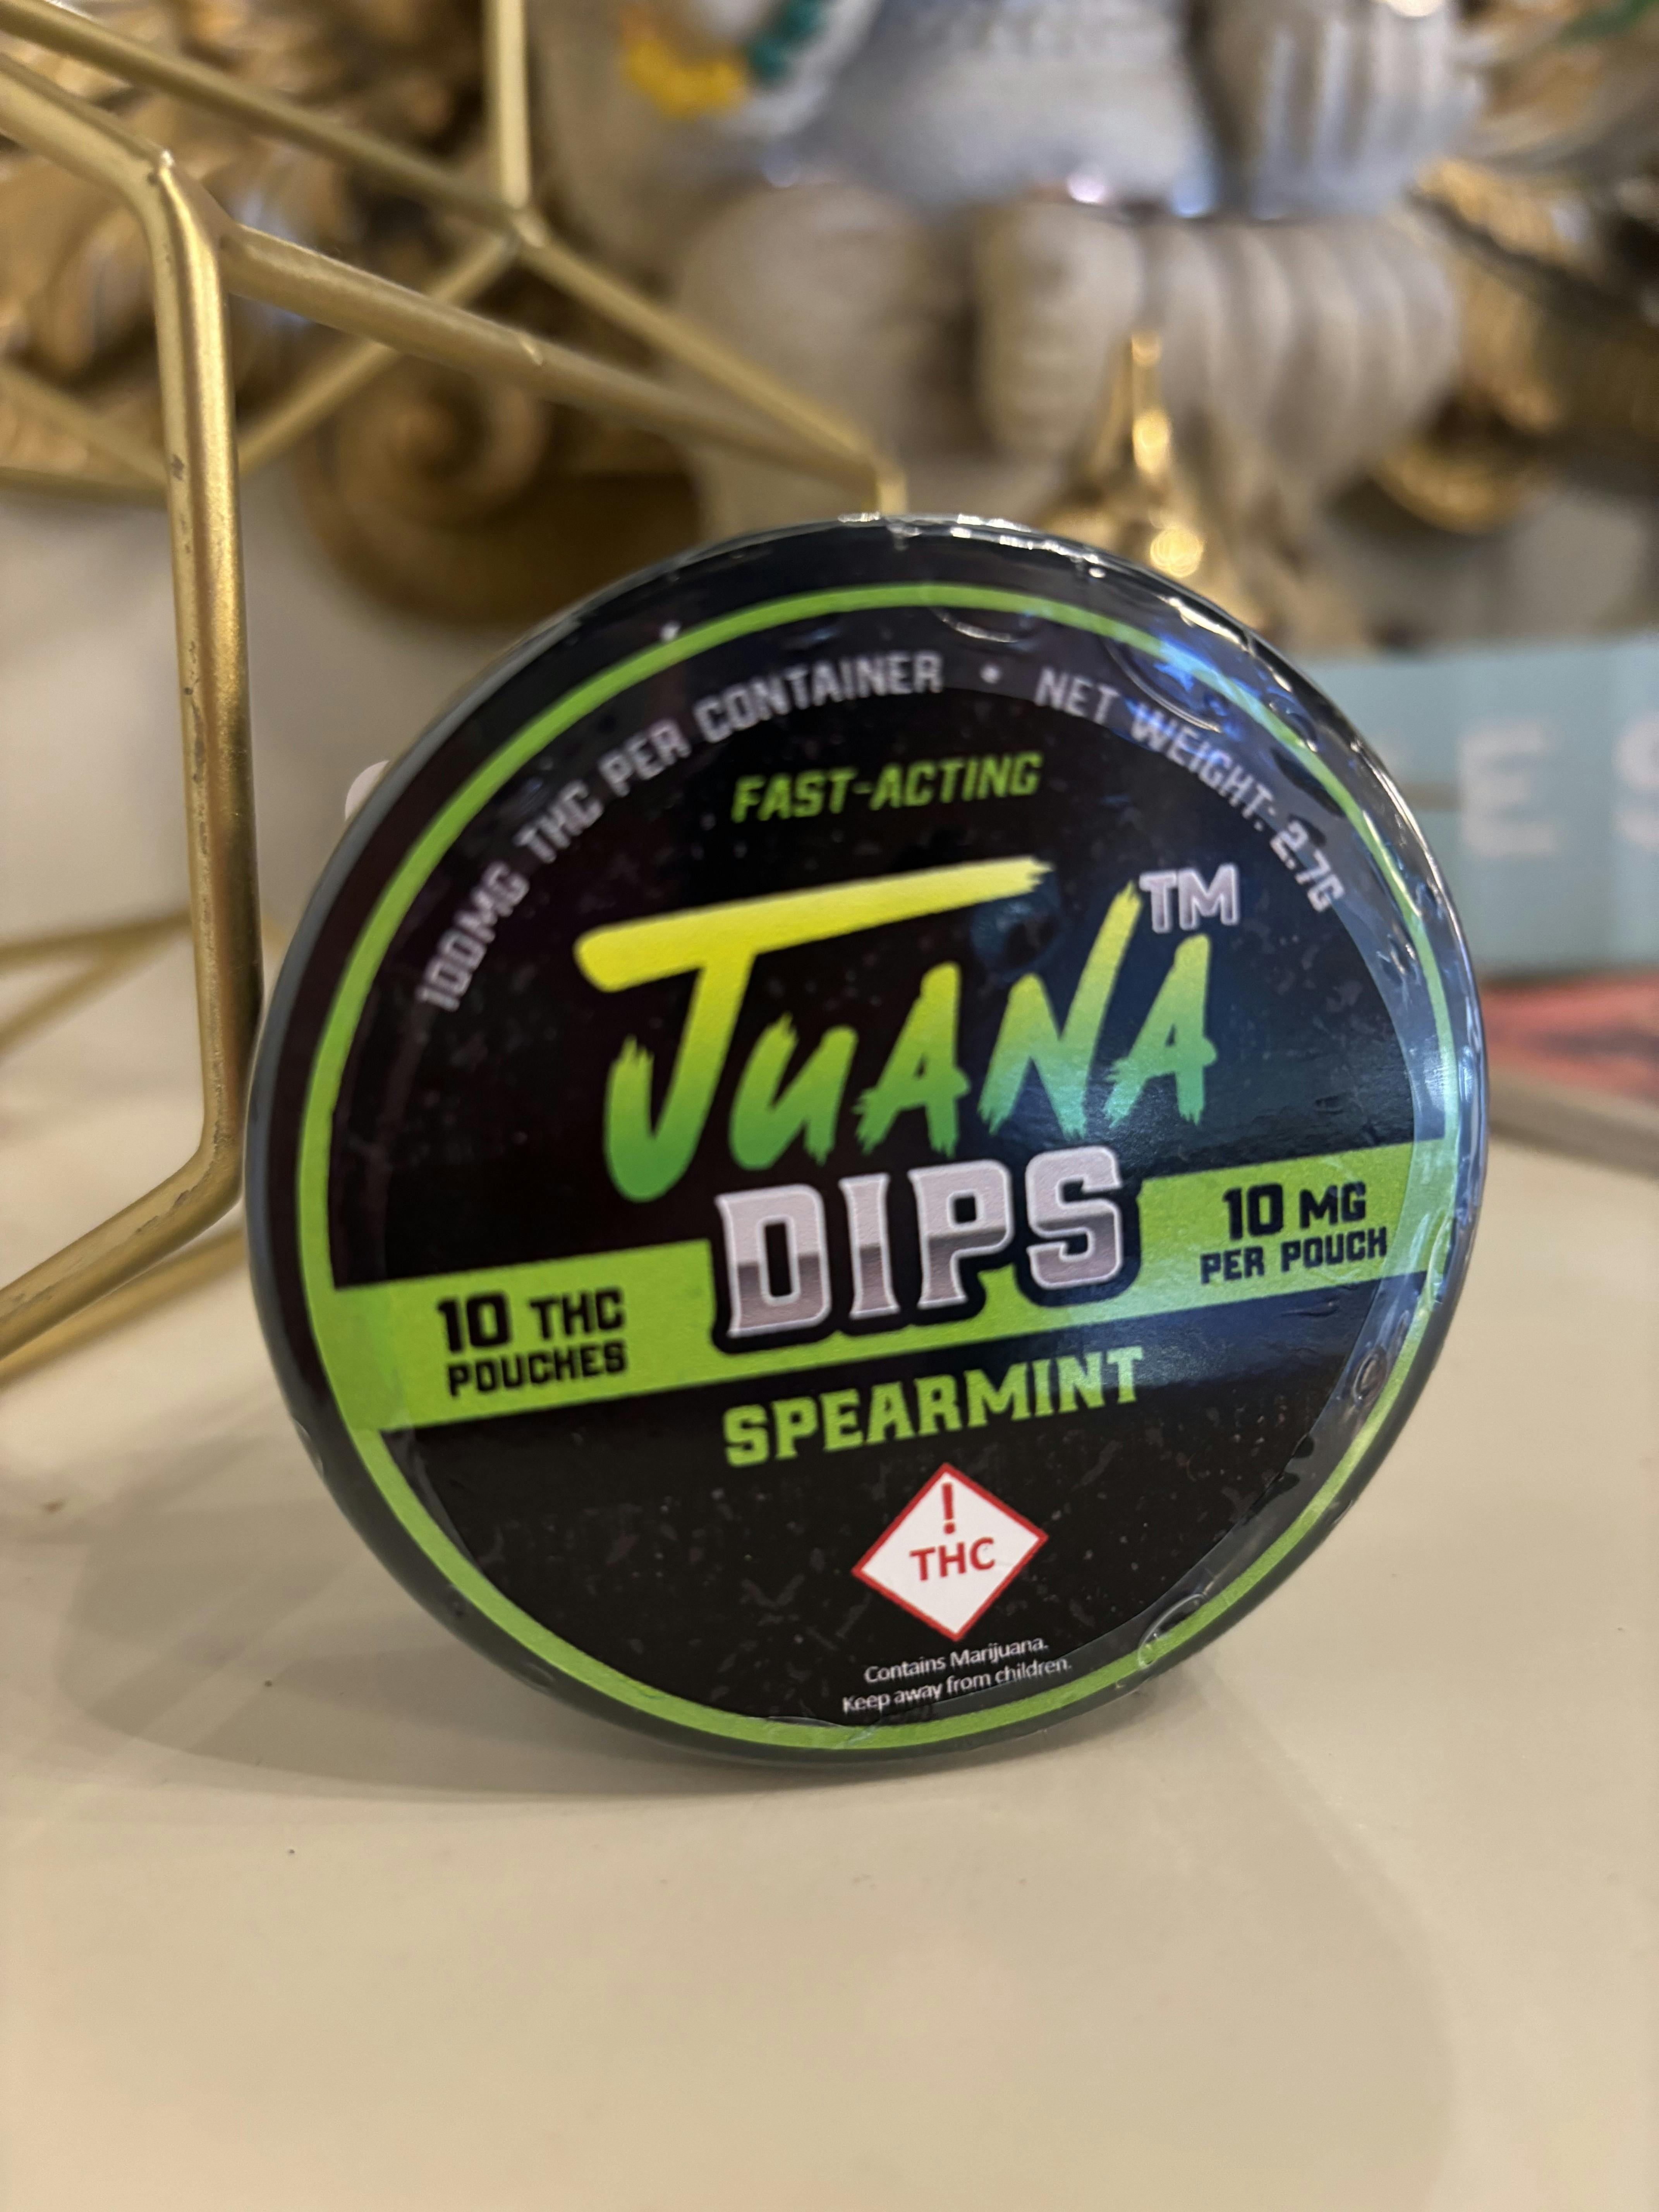 100MG THC PER CONTAINER • NET WEIGHT: 2.7G
FAST-ACTING
JUANA™
DIPS
10 THC
POUCHES
10 MG
PER POUCH
SPEARMINT
!
THC
Contains Marijuana.
Keep away from children.
ES